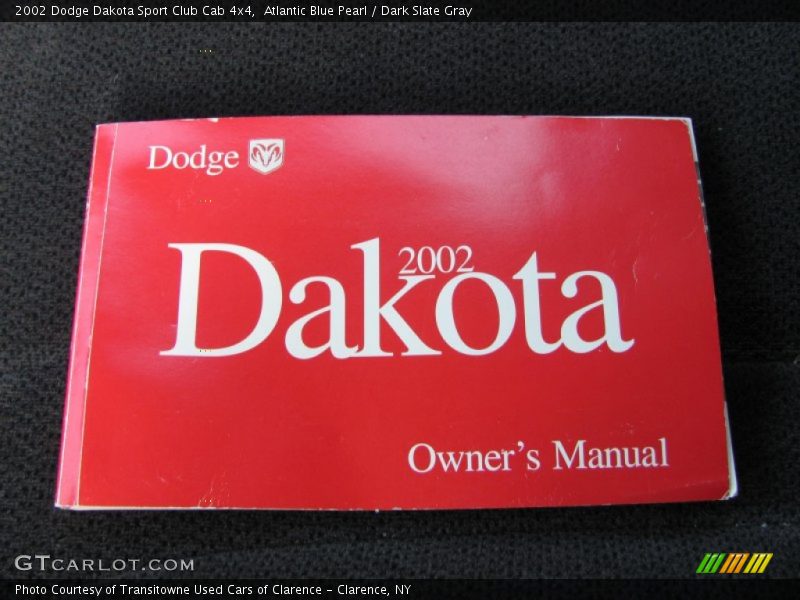 2002 Dodge Dakota Sport Club Cab 4x4,  Atlantic Blue Pearl / Dark Slate Gray
Dodge
2002
Dakota
Owner's Manual
GTCARLOT.COM
Photo Courtesy of Transitowne Used Cars of Clarence – Clarence, NY